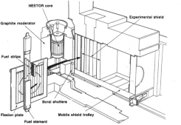 NESTOR core
Experimental shield
Graphite moderator
Fuel strips
Boral shutters
Fission plate
Mobile shield trolley
Fuel element